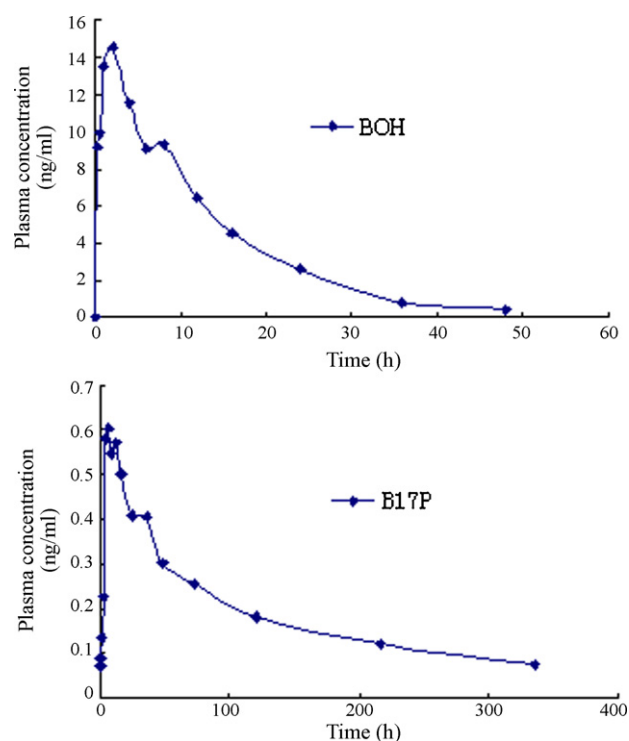 16
14
12
10
8
6
4
2
0
Plasma concentration
(ng/ml)
BOH
0 10 20 30 40 50 60
Time (h)
0.7
0.6
0.5
0.4
0.3
0.2
0.1
0
Plasma concentration
(ng/ml)
B17P
0 100 200 300 400
Time (h)